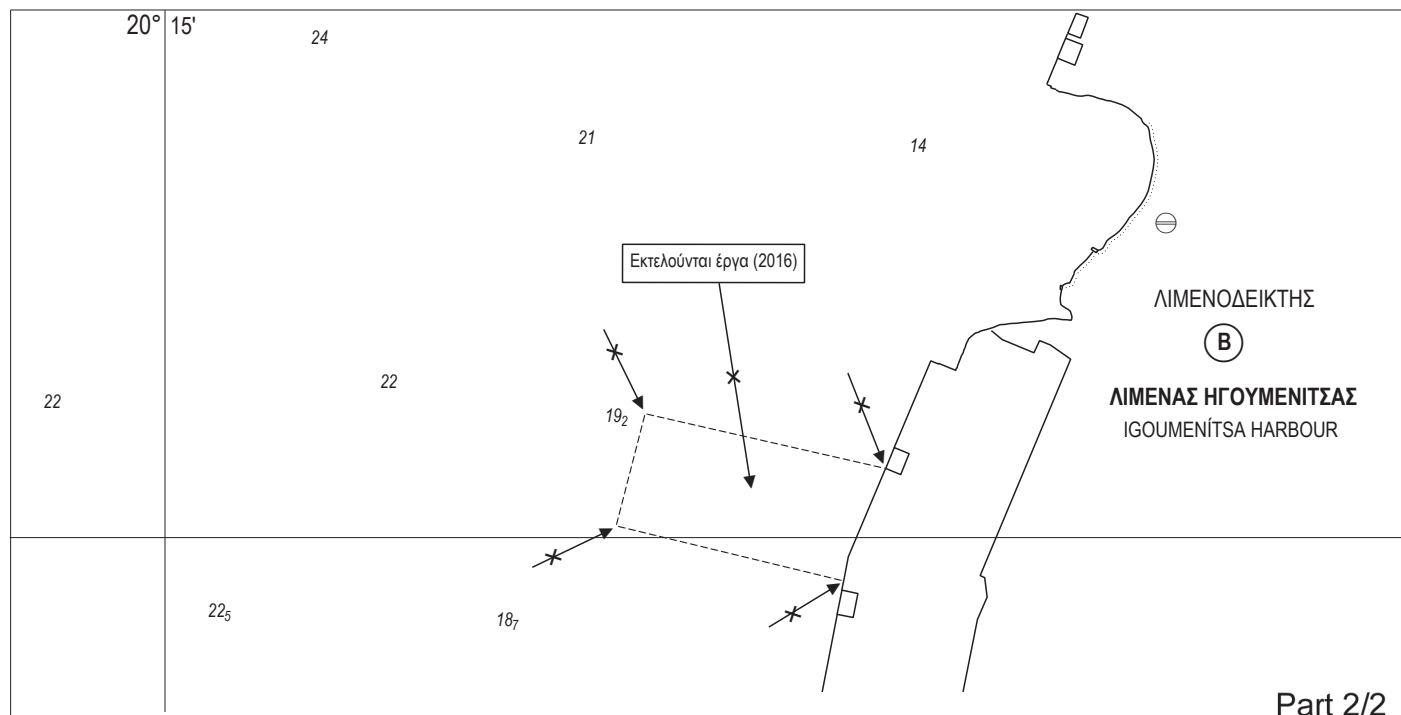 20° 15'
24
21
14
Εκτελούνται έργα (2016)
ΛΙΜΕΝΟΔΕΙΚΤΗΣ
Β
ΛΙΜΕΝΑΣ ΗΓΟΥΜΕΝΙΤΣΑΣ
IGOUMENÍTSA HARBOUR
22
22
19₂
22₅
18₇
Part 2/2